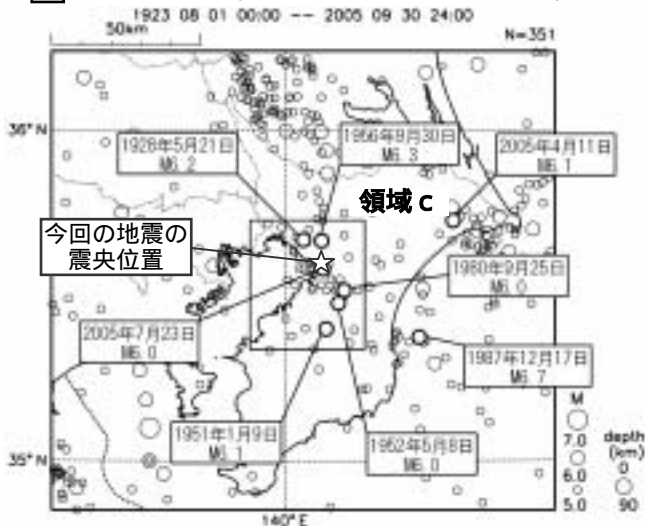 1923 08 01 00:00 -- 2005 09 30 24:00
50km
N=351
36°N
1928年5月21日
M6.2
1956年9月30日
M6.3
2005年4月11日
M6.1
領域c
今回の地震の
震央位置
1980年9月25日
M6.0
2005年7月23日
M6.0
1987年12月17日
M6.7
M
7.0
6.0
5.0
depth
(km)
0
90
1951年1月9日
M6.1
1952年5月8日
M6.0
35°N
140°E